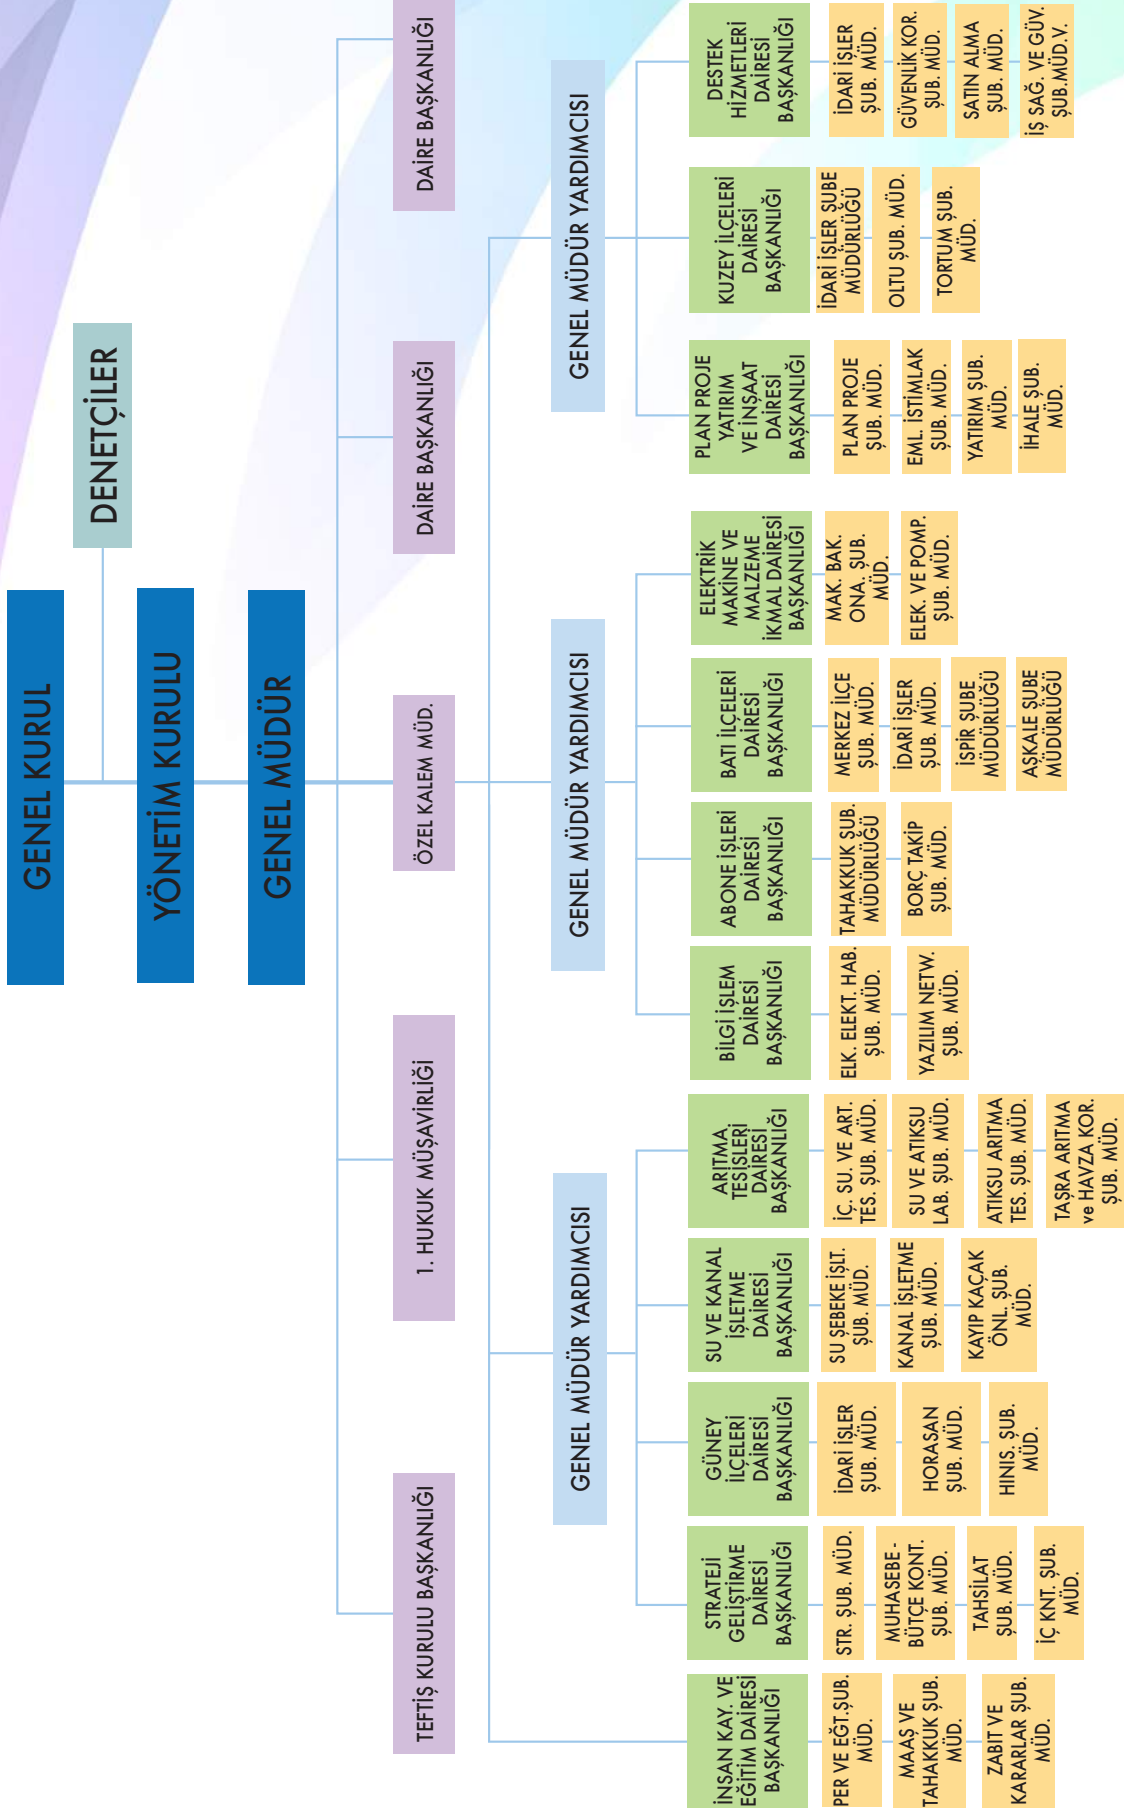 GENEL KURUL
DENETÇİLER
YÖNETİM KURULU
GENEL MÜDÜR
TEFTİŞ KURULU BAŞKANLIĞI
1. HUKUK MÜŞAVİRLİĞİ
ÖZEL KALEM MÜD.
DAİRE BAŞKANLIĞI
DAİRE BAŞKANLIĞI
GENEL MÜDÜR YARDIMCISI
GENEL MÜDÜR YARDIMCISI
GENEL MÜDÜR YARDIMCISI
İNSAN KAY. VE
EĞİTİM DAİRESİ
BAŞKANLIĞI
PER VE EĞT.ŞUB.
MÜD.
MAAŞ VE
TAHAKKUK ŞUB.
MÜD.
ZABIT VE
KARARLAR ŞUB.
MÜD.
STRATEJİ
GELİŞTİRME
DAİRESİ
BAŞKANLIĞI
STR. ŞUB. MÜD.
MUHASEBE -
BÜTÇE KONT.
ŞUB. MÜD.
TAHSİLAT
ŞUB. MÜD.
İÇ KNT. ŞUB.
MÜD.
GÜNEY
İLÇELERİ
DAİRESİ
BAŞKANLIĞI
İDARİ İŞLER
ŞUB. MÜD.
HORASAN
ŞUB. MÜD.
HINIS. ŞUB.
MÜD.
SU VE KANAL
İŞLETME
DAİRESİ
BAŞKANLIĞI
SU ŞEBEKE İŞLT.
ŞUB. MÜD.
KANAL İŞLETME
ŞUB. MÜD.
KAYIP KAÇAK
ÖNL. ŞUB.
MÜD.
ARITMA
TESİSLERİ
DAİRESİ
BAŞKANLIĞI
İÇ. SU. VE ART.
TES. ŞUB. MÜD.
SU VE ATIKSU
LAB. ŞUB. MÜD.
ATIKSU ARITMA
TES. ŞUB. MÜD.
TAŞRA ARITMA
ve HAVZA KOR.
ŞUB. MÜD.
BİLGİ İŞLEM
DAİRESİ
BAŞKANLIĞI
ELK. ELEKT. HAB.
ŞUB. MÜD.
YAZILIM NETW.
ŞUB. MÜD.
ABONE İŞLERİ
DAİRESİ
BAŞKANLIĞI
TAHAKKUK SUB.
MÜDÜRLÜĞÜ
BORÇ TAKİP
ŞUB. MÜD.
BATI İLÇELERİ
DAİRESİ
BAŞKANLIĞI
MERKEZ İLÇE
ŞUB. MÜD.
İDARİ İŞLER
ŞUB. MÜD.
İSPİR ŞUBE
MÜDÜRLÜĞÜ
AŞKALE ŞUBE
MÜDÜRLÜĞÜ
ELEKTRİK
MAKİNE VE
MALZEME
İKMAL DAİRESİ
BAŞKANLIĞI
MAK. BAK.
ONA. ŞUB.
MÜD.
ELEK. VE POMP.
ŞUB. MÜD.
PLAN PROJE
YATIRIM
VE İNŞAAT
DAİRESİ
BAŞKANLIĞI
PLAN PROJE
ŞUB. MÜD.
EML. İSTİMLAK
ŞUB. MÜD.
YATIRIM ŞUB.
MÜD.
İHALE ŞUB.
MÜD.
KUZEY İLÇELERİ
DAİRESİ
BAŞKANLIĞI
İDARİ İŞLER ŞUBE
MÜDÜRLÜĞÜ
OLTU ŞUB. MÜD.
TORTUM ŞUB.
MÜD.
DESTEK
HİZMETLERİ
DAİRESİ
BAŞKANLIĞI
İDARİ İŞLER
ŞUB. MÜD.
GÜVENLİK KOR.
ŞUB. MÜD.
SATIN ALMA
ŞUB. MÜD.
İŞ SAĞ. VE GÜV.
ŞUB.MÜD.V.